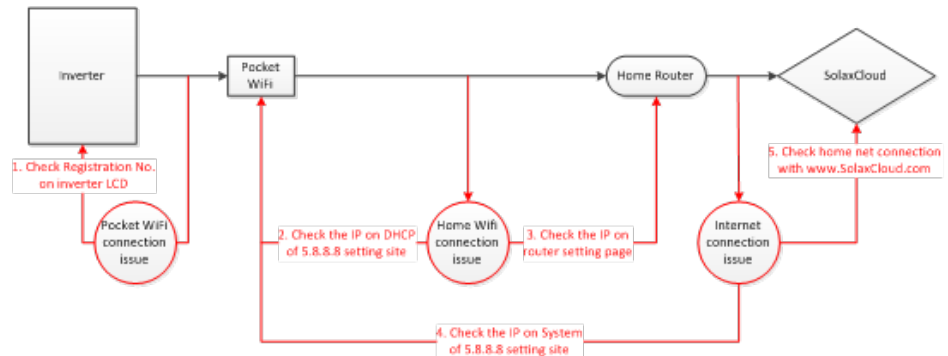 Inverter
Pocket
WiFi
Home Router
SolaxCloud
1. Check Registration No.
on inverter LCD
5. Check home net connection
with www.SolaxCloud.com
Pocket WiFi
connection
issue
2. Check the IP on DHCP
of 5.8.8.8 setting site
Home Wifi
connection
issue
3. Check the IP on
router setting page
Internet
connection
issue
4. Check the IP on System
of 5.8.8.8 setting site